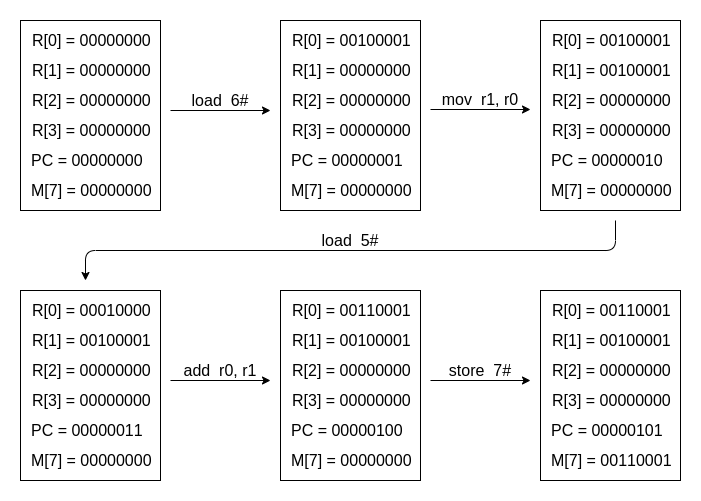 R[0] = 00000000
R[1] = 00000000
R[2] = 00000000
R[3] = 00000000
PC = 00000000
M[7] = 00000000
load 6#
R[0] = 00100001
R[1] = 00000000
R[2] = 00000000
R[3] = 00000000
PC = 00000001
M[7] = 00000000
mov r1, r0
R[0] = 00100001
R[1] = 00100001
R[2] = 00000000
R[3] = 00000000
PC = 00000010
M[7] = 00000000
load 5#
R[0] = 00010000
R[1] = 00100001
R[2] = 00000000
R[3] = 00000000
PC = 00000011
M[7] = 00000000
add r0, r1
R[0] = 00110001
R[1] = 00100001
R[2] = 00000000
R[3] = 00000000
PC = 00000100
M[7] = 00000000
store 7#
R[0] = 00110001
R[1] = 00100001
R[2] = 00000000
R[3] = 00000000
PC = 00000101
M[7] = 00110001